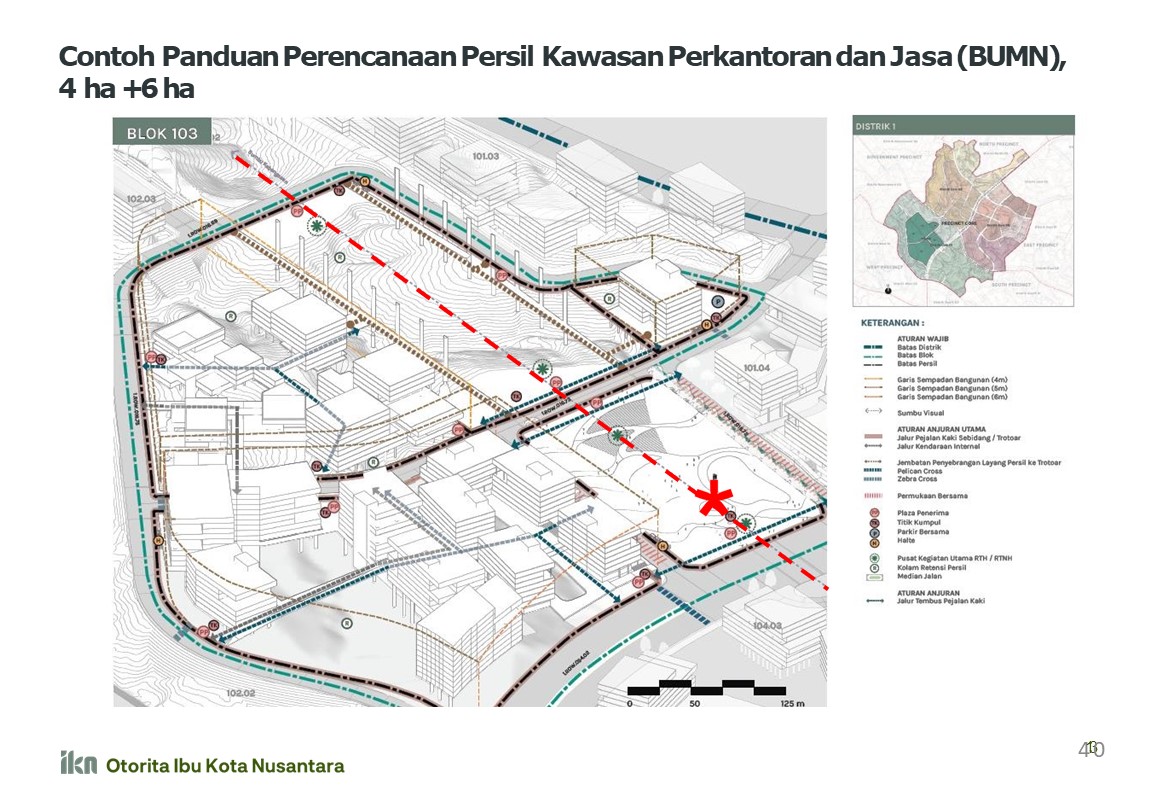 Contoh Panduan Perencanaan Persil Kawasan Perkantoran dan Jasa (BUMN),
4 ha +6 ha
BLOK 103
101.03
102.03
101.04
104.03
102.02
0 50 125 m
DISTRIK 1
NORTH PRECINCT
GOVERNMENT PRECINCT
PRECINCT CORE
EAST PRECINCT
WEST PRECINCT
SOUTH PRECINCT
KETERANGAN :
ATURAN WAJIB
Batas Distrik
Batas Blok
Batas Persil
Garis Sempadan Bangunan (4m)
Garis Sempadan Bangunan (5m)
Garis Sempadan Bangunan (6m)
Sumbu Visual
ATURAN ANJURAN UTAMA
Jalur Pejalan Kaki Sebidang / Trotoar
Jalur Kendaraan Internal
Jembatan Penyebrangan Layang Persil ke Trotoar
Pelican Cross
Zebra Cross
Permukaan Bersama
PP Plaza Penerima
TK Titik Kumpul
P Parkir Bersama
H Halte
Pusat Kegiatan Utama RTH / RTNH
R Kolam Retensi Persil
Median Jalan
ATURAN ANJURAN
Jalur Tembus Pejalan Kaki
ikn Otorita Ibu Kota Nusantara
40